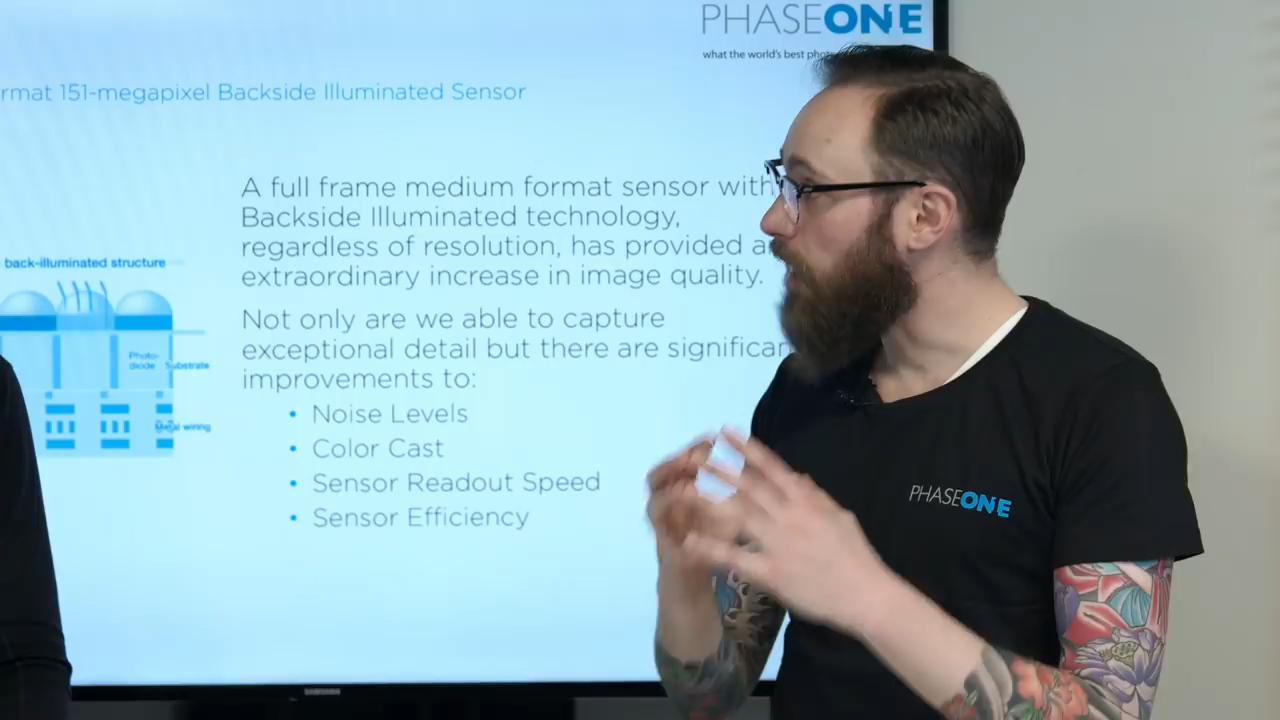 PHASEONE
what the world's best
rmat 151-megapixel Backside Illuminated Sensor
A full frame medium format sensor with
Backside Illuminated technology,
regardless of resolution, has provided
extraordinary increase in image quality.
Not only are we able to capture
exceptional detail but there are
improvements to:
• Noise Levels
• Color Cast
• Sensor Readout Speed
• Sensor Efficiency
back-illuminated structure
Photo-
diode
Substrate
Metal wiring
PHASEONE
SAMSUNG